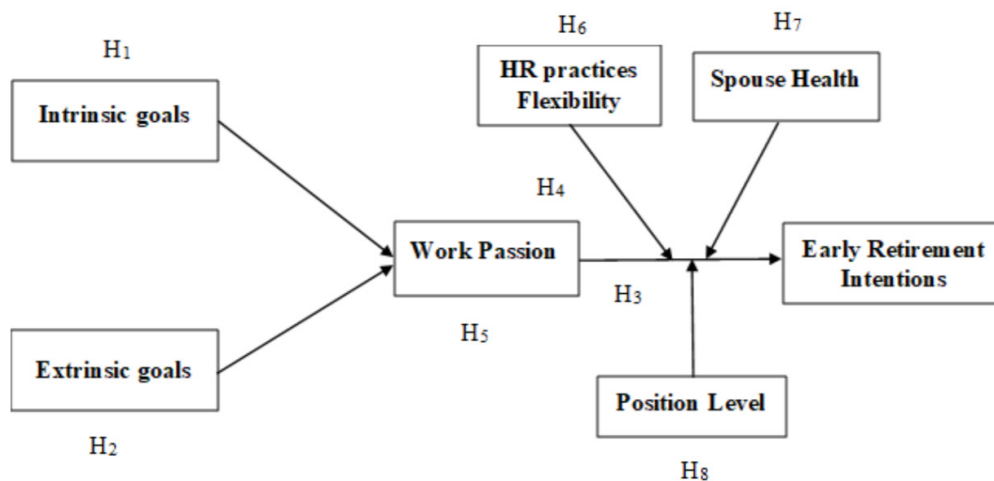 H₁
Intrinsic goals
H₆
HR practices
Flexibility
H₇
Spouse Health
H₄
Work Passion
H₃
Early Retirement
Intentions
H₅
Extrinsic goals
H₂
Position Level
H₈